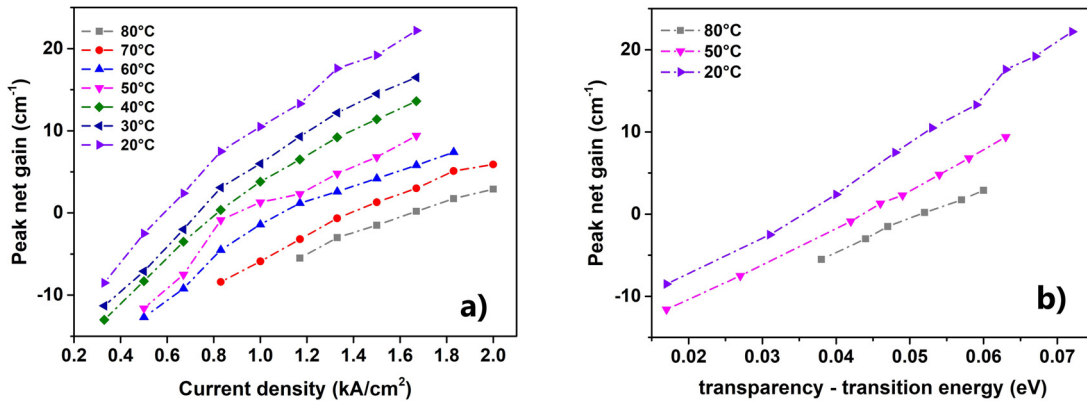 20
10
0
-10
Peak net gain (cm⁻¹)
80°C
70°C
60°C
50°C
40°C
30°C
20°C
a)
0.2 0.4 0.6 0.8 1.0 1.2 1.4 1.6 1.8 2.0
Current density (kA/cm²)
20
10
0
-10
Peak net gain (cm⁻¹)
80°C
50°C
20°C
b)
0.02 0.03 0.04 0.05 0.06 0.07
transparency - transition energy (eV)